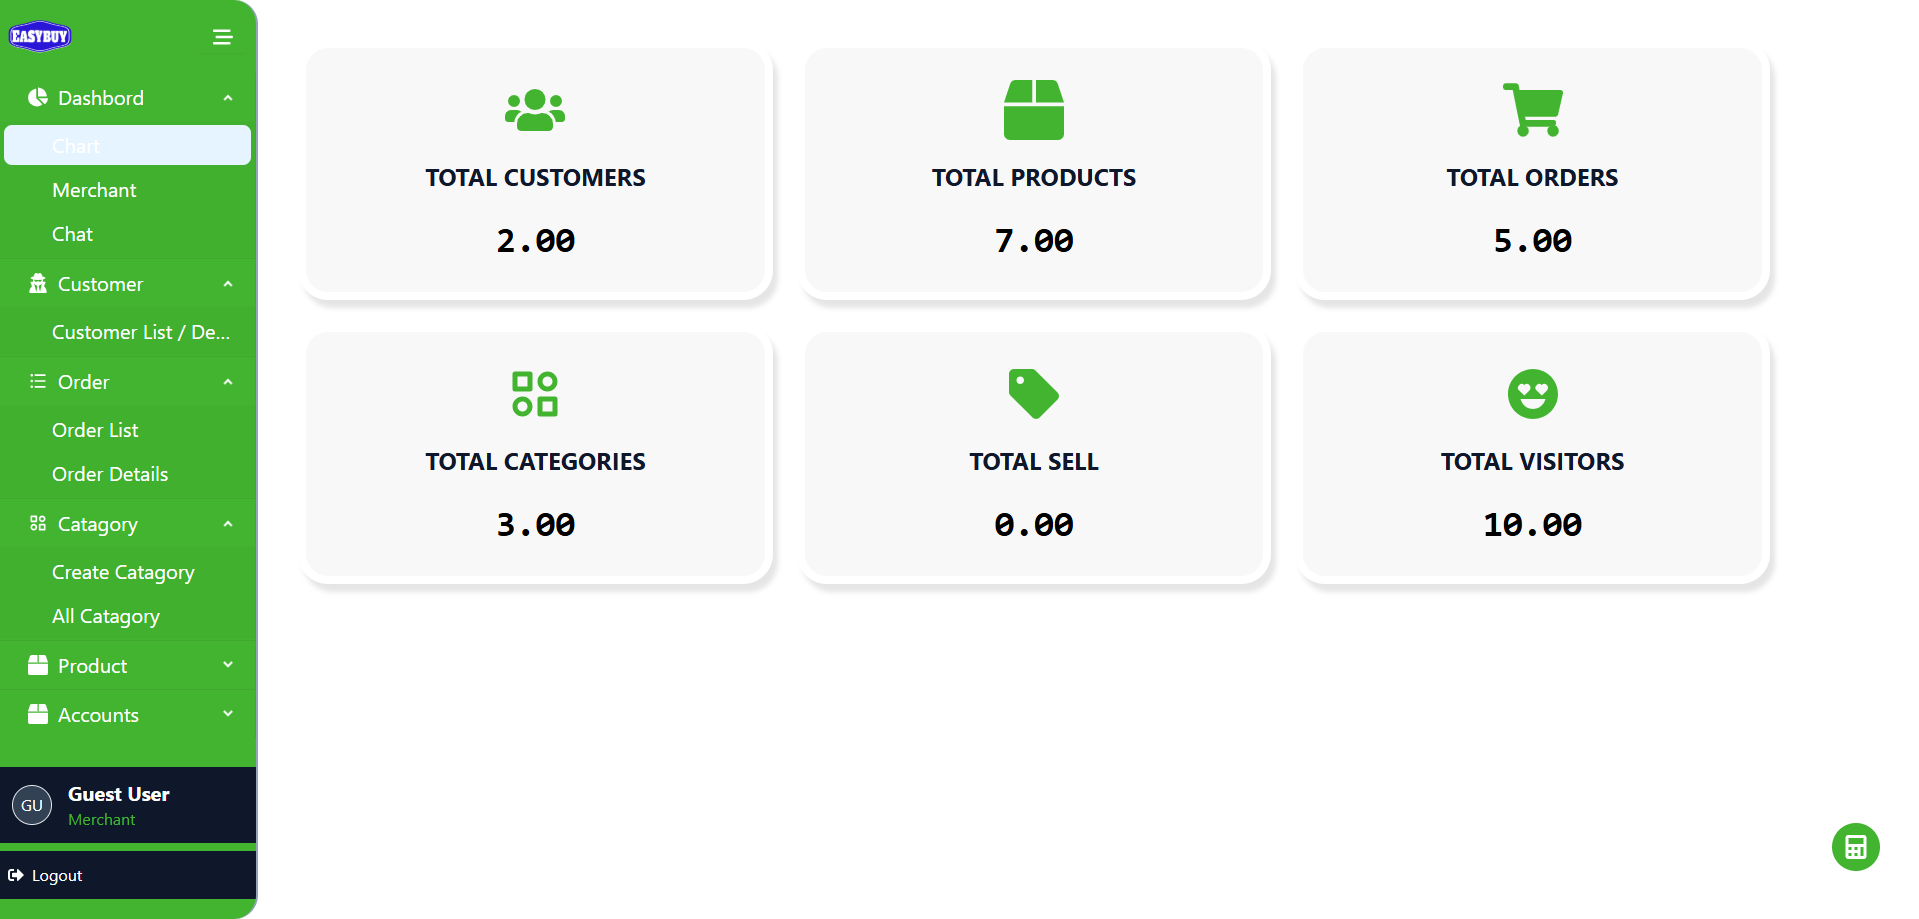 EASYBUY
Dashbord
Chart
Merchant
Chat
Customer
Customer List / De...
Order
Order List
Order Details
Catagory
Create Catagory
All Catagory
Product
Accounts
GU
Guest User
Merchant
Logout
TOTAL CUSTOMERS
2.00
TOTAL PRODUCTS
7.00
TOTAL ORDERS
5.00
TOTAL CATEGORIES
3.00
TOTAL SELL
0.00
TOTAL VISITORS
10.00